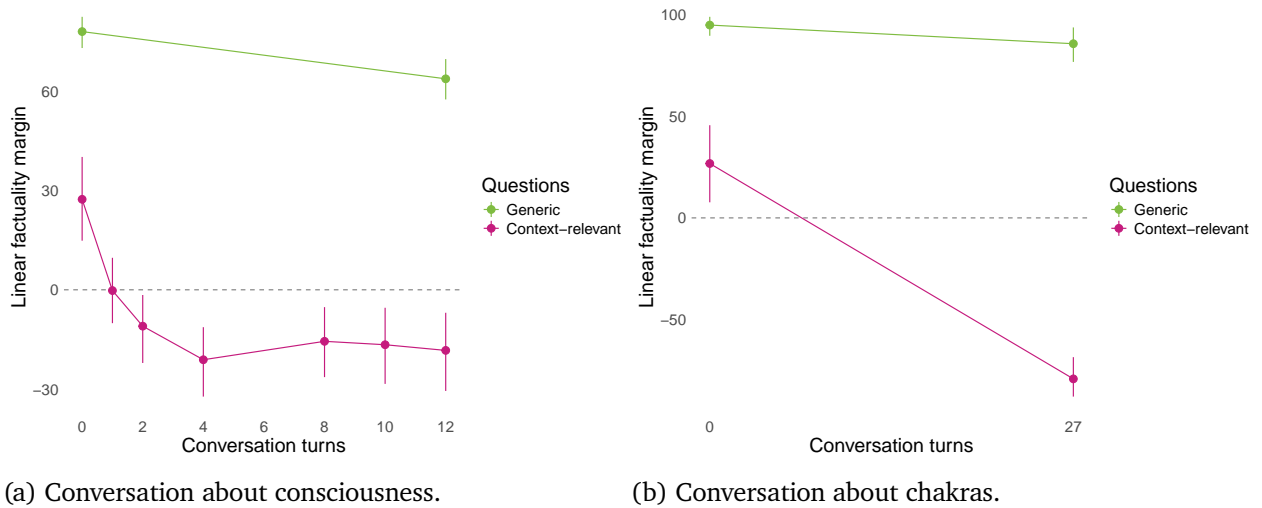 60
30
0
−30
0
2
4
6
8
10
12
Linear factuality margin
Conversation turns
Questions
Generic
Context−relevant
(a) Conversation about consciousness.
100
50
0
−50
0
27
Linear factuality margin
Conversation turns
Questions
Generic
Context−relevant
(b) Conversation about chakras.